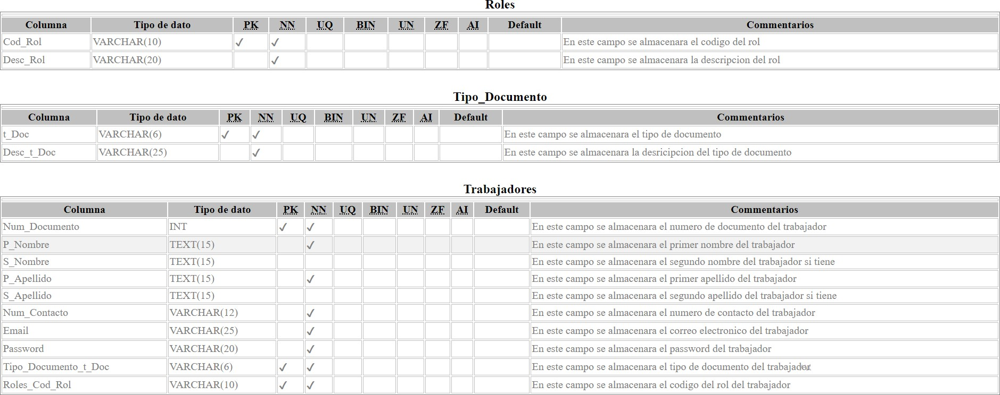 Roles
Columna Tipo de dato PK NN UQ BIN UN ZF AI Default Commentarios
Cod_Rol VARCHAR(10) ✓ ✓ En este campo se almacenara el codigo del rol
Desc_Rol VARCHAR(20) ✓ En este campo se almacenara la descripcion del rol
Tipo_Documento
Columna Tipo de dato PK NN UQ BIN UN ZF AI Default Commentarios
t_Doc VARCHAR(6) ✓ ✓ En este campo se almacenara el tipo de documento
Desc_t_Doc VARCHAR(25) ✓ En este campo se almacenara la desricipcion del tipo de documento
Trabajadores
Columna Tipo de dato PK NN UQ BIN UN ZF AI Default Commentarios
Num_Documento INT ✓ ✓ En este campo se almacenara el numero de documento del trabajador
P_Nombre TEXT(15) ✓ En este campo se almacenara el primer nombre del trabajador
S_Nombre TEXT(15) En este campo se almacenara el segundo nombre del trabajador si tiene
P_Apellido TEXT(15) ✓ En este campo se almacenara el primer apellido del trabajador
S_Apellido TEXT(15) En este campo se almacenara el segundo apellido del trabajador si tiene
Num_Contacto VARCHAR(12) ✓ En este campo se almacenara el numero de contacto del trabajador
Email VARCHAR(25) ✓ En este campo se almacenara el correo electronico del trabajador
Password VARCHAR(20) ✓ En este campo se almacenara el password del trabajador
Tipo_Documento_t_Doc VARCHAR(6) ✓ ✓ En este campo se almacenara el tipo de documento del trabajador
Roles_Cod_Rol VARCHAR(10) ✓ ✓ En este campo se almacenara el codigo del rol del trabajador